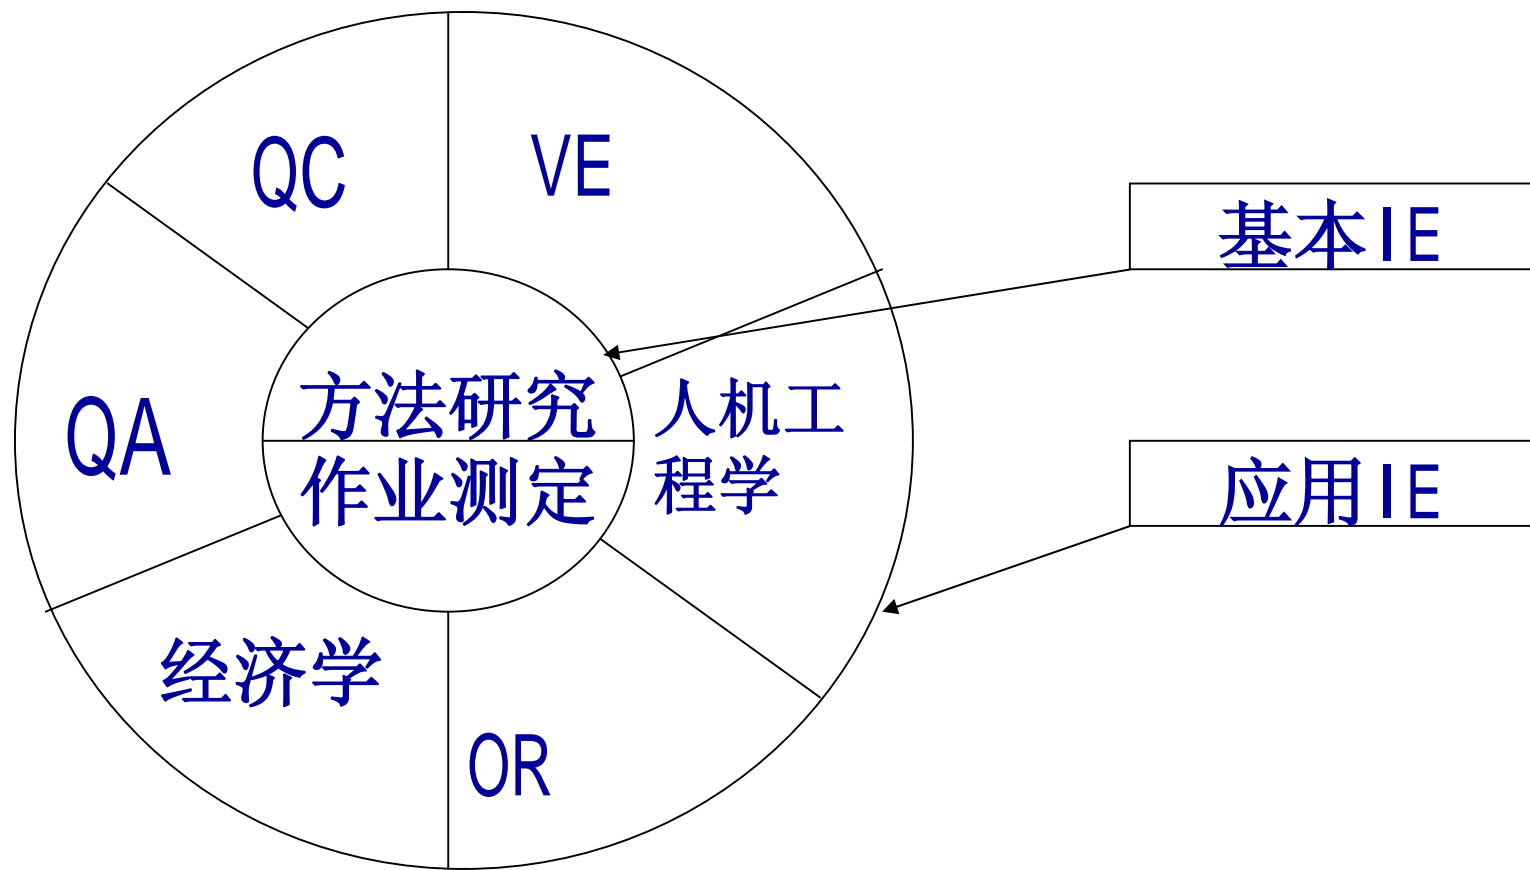 QC
VE
基本IE
QA
方法研究
作业测定
人机工
程学
应用IE
经济学
OR